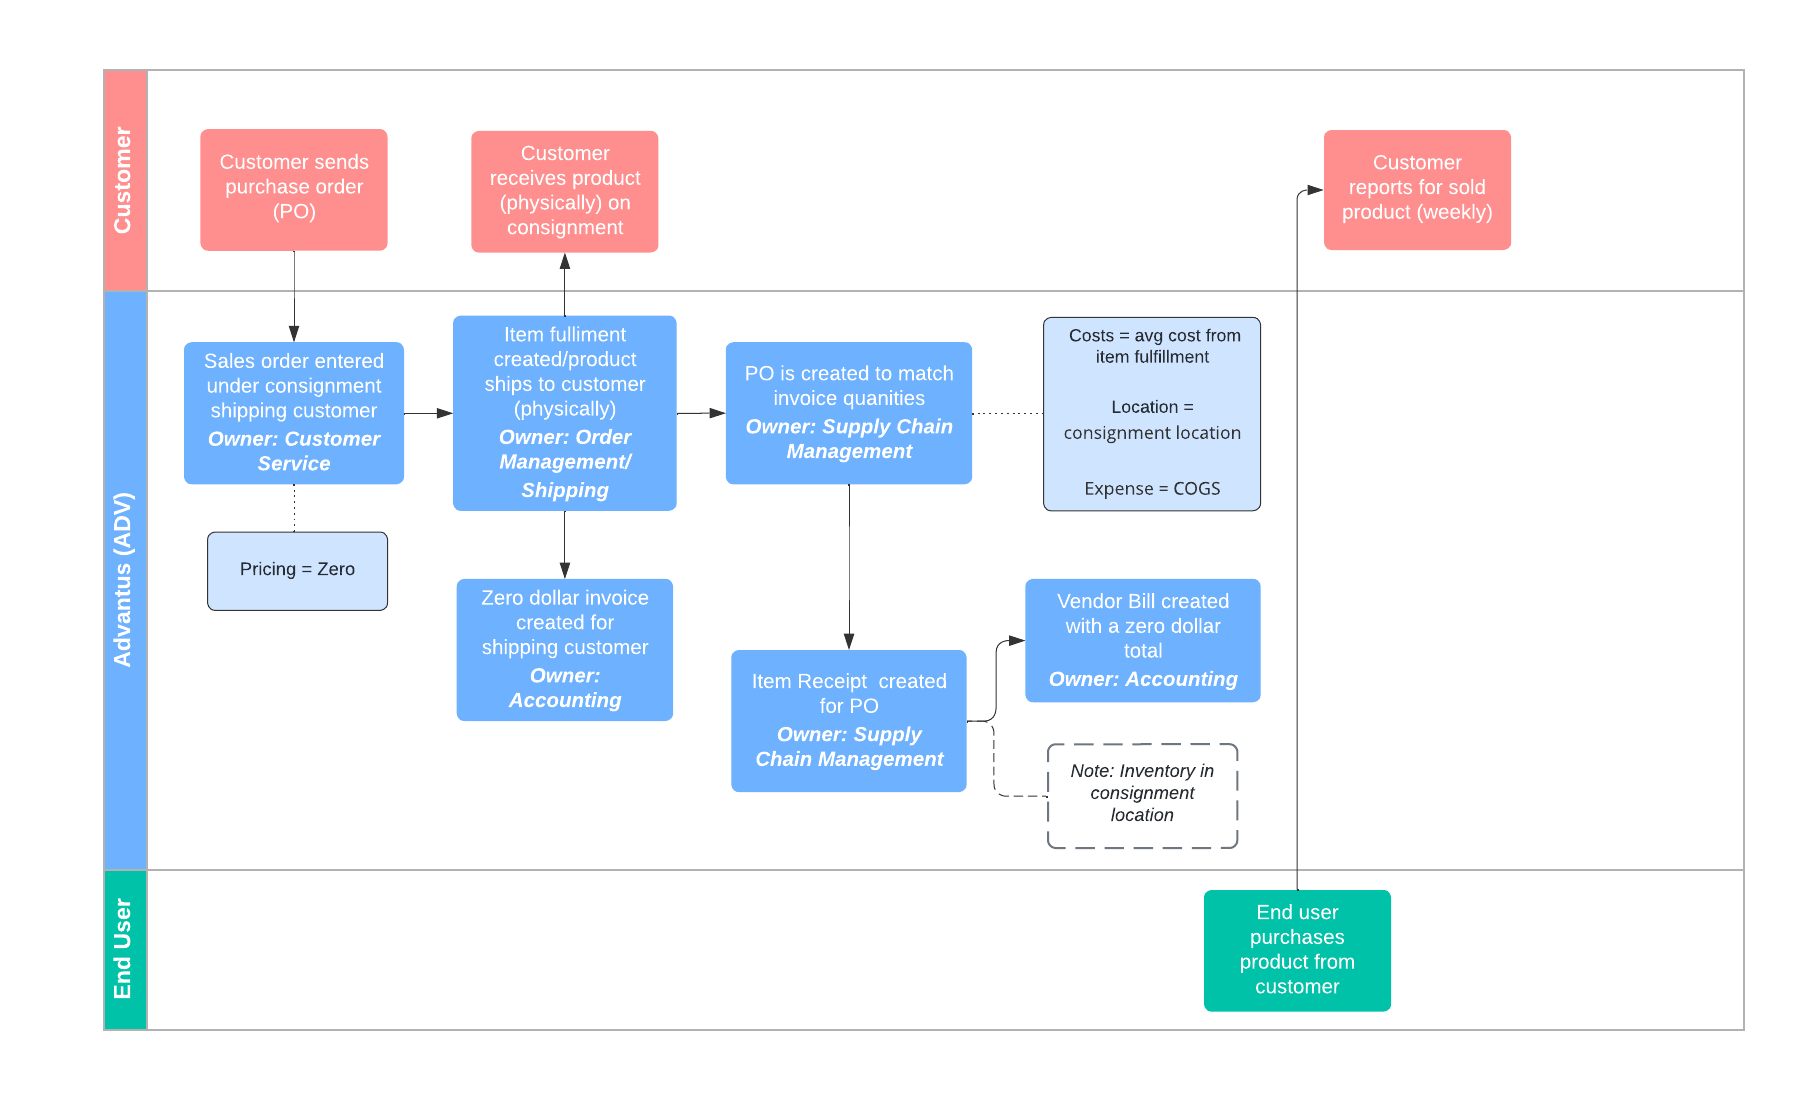 Customer
Customer sends
purchase order
(PO)
Customer
receives product
(physically) on
consignment
Customer
reports for sold
product (weekly)
Advantus (ADV)
Sales order entered
under consignment
shipping customer
Owner: Customer
Service
Pricing = Zero
Item fulliment
created/product
ships to customer
(physically)
Owner: Order
Management/
Shipping
Zero dollar invoice
created for
shipping customer
Owner:
Accounting
PO is created to match
invoice quanities
Owner: Supply Chain
Management
Costs = avg cost from
item fulfillment
Location =
consignment location
Expense = COGS
Item Receipt  created
for PO
Owner: Supply
Chain Management
Vendor Bill created
with a zero dollar
total
Owner: Accounting
Note: Inventory in
consignment
location
End User
End user
purchases
product from
customer